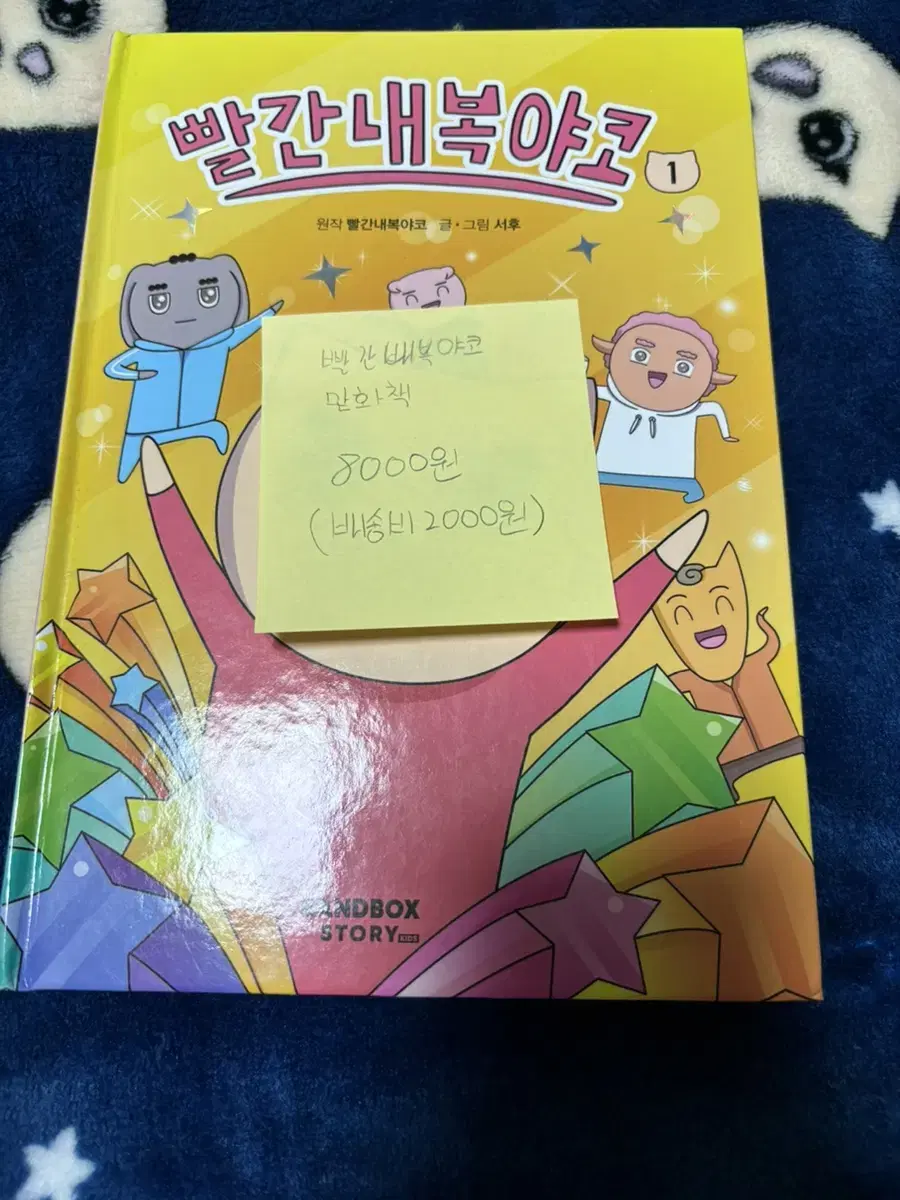 빨간내복야코
1
원작 빨간내복야코 글·그림 서후
빨간내복야코
만화책
8000원
(배송비 2000원)
SANDBOX
STORY KIDS